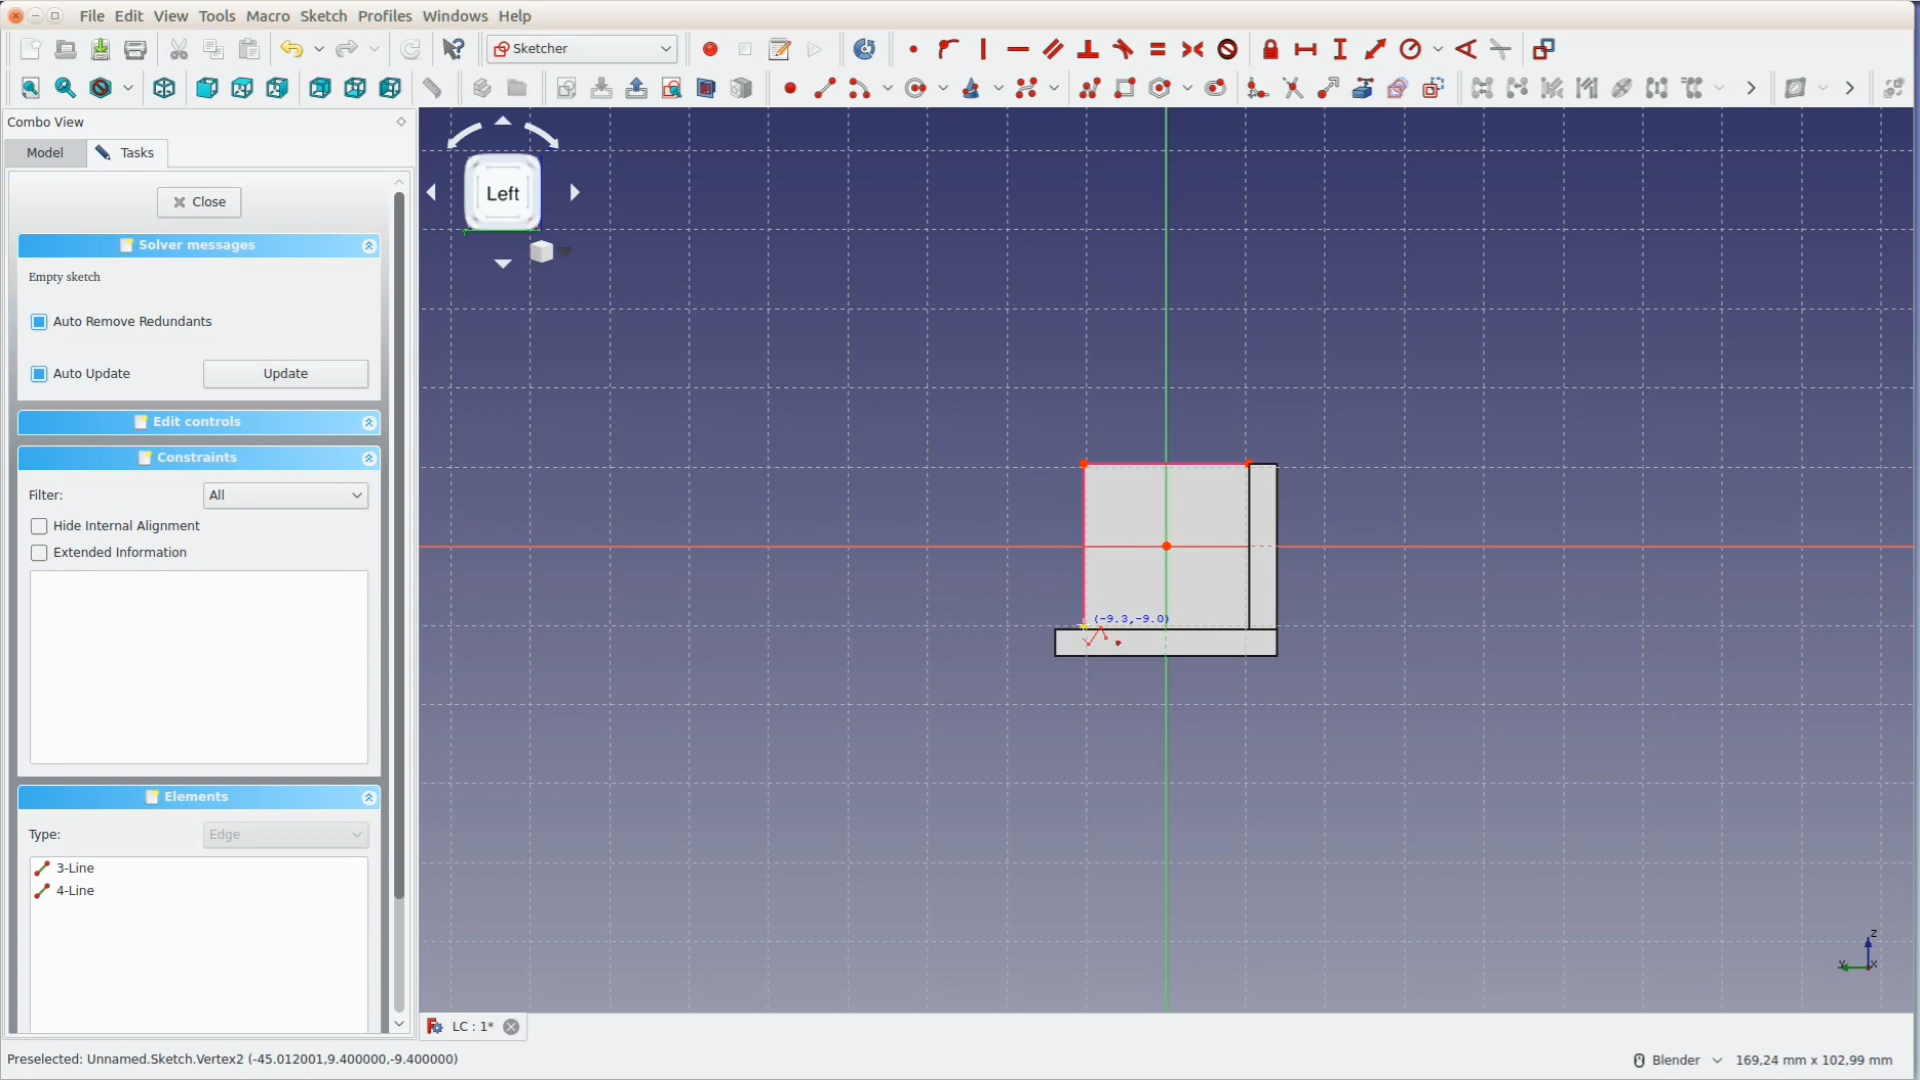 File Edit View Tools Macro Sketch Profiles Windows Help
Sketcher
Combo View
Model Tasks
Close
Solver messages
Empty sketch
Auto Remove Redundants
Auto Update Update
Edit controls
Constraints
Filter: All
Hide Internal Alignment
Extended Information
Elements
Type: Edge
3-Line
4-Line
Left
(-9.3,-9.0)
Z
Y X
LC : 1*
Preselected: Unnamed.Sketch.Vertex2 (-45.012001,9.400000,-9.400000)
Blender 169,24 mm x 102,99 mm